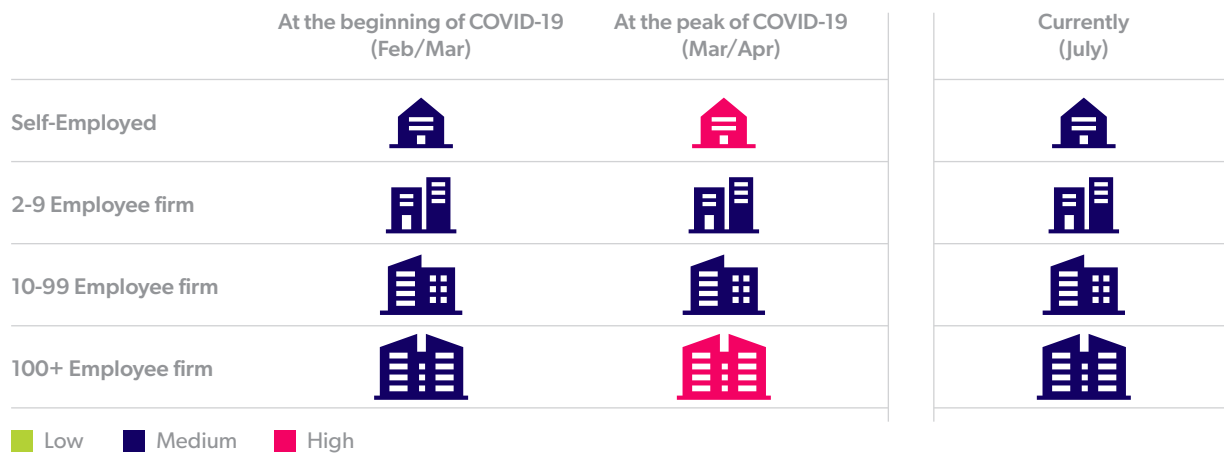 At the beginning of COVID-19
(Feb/Mar)
At the peak of COVID-19
(Mar/Apr)
Currently
(July)
Self-Employed
2-9 Employee firm
10-99 Employee firm
100+ Employee firm
Low Medium High